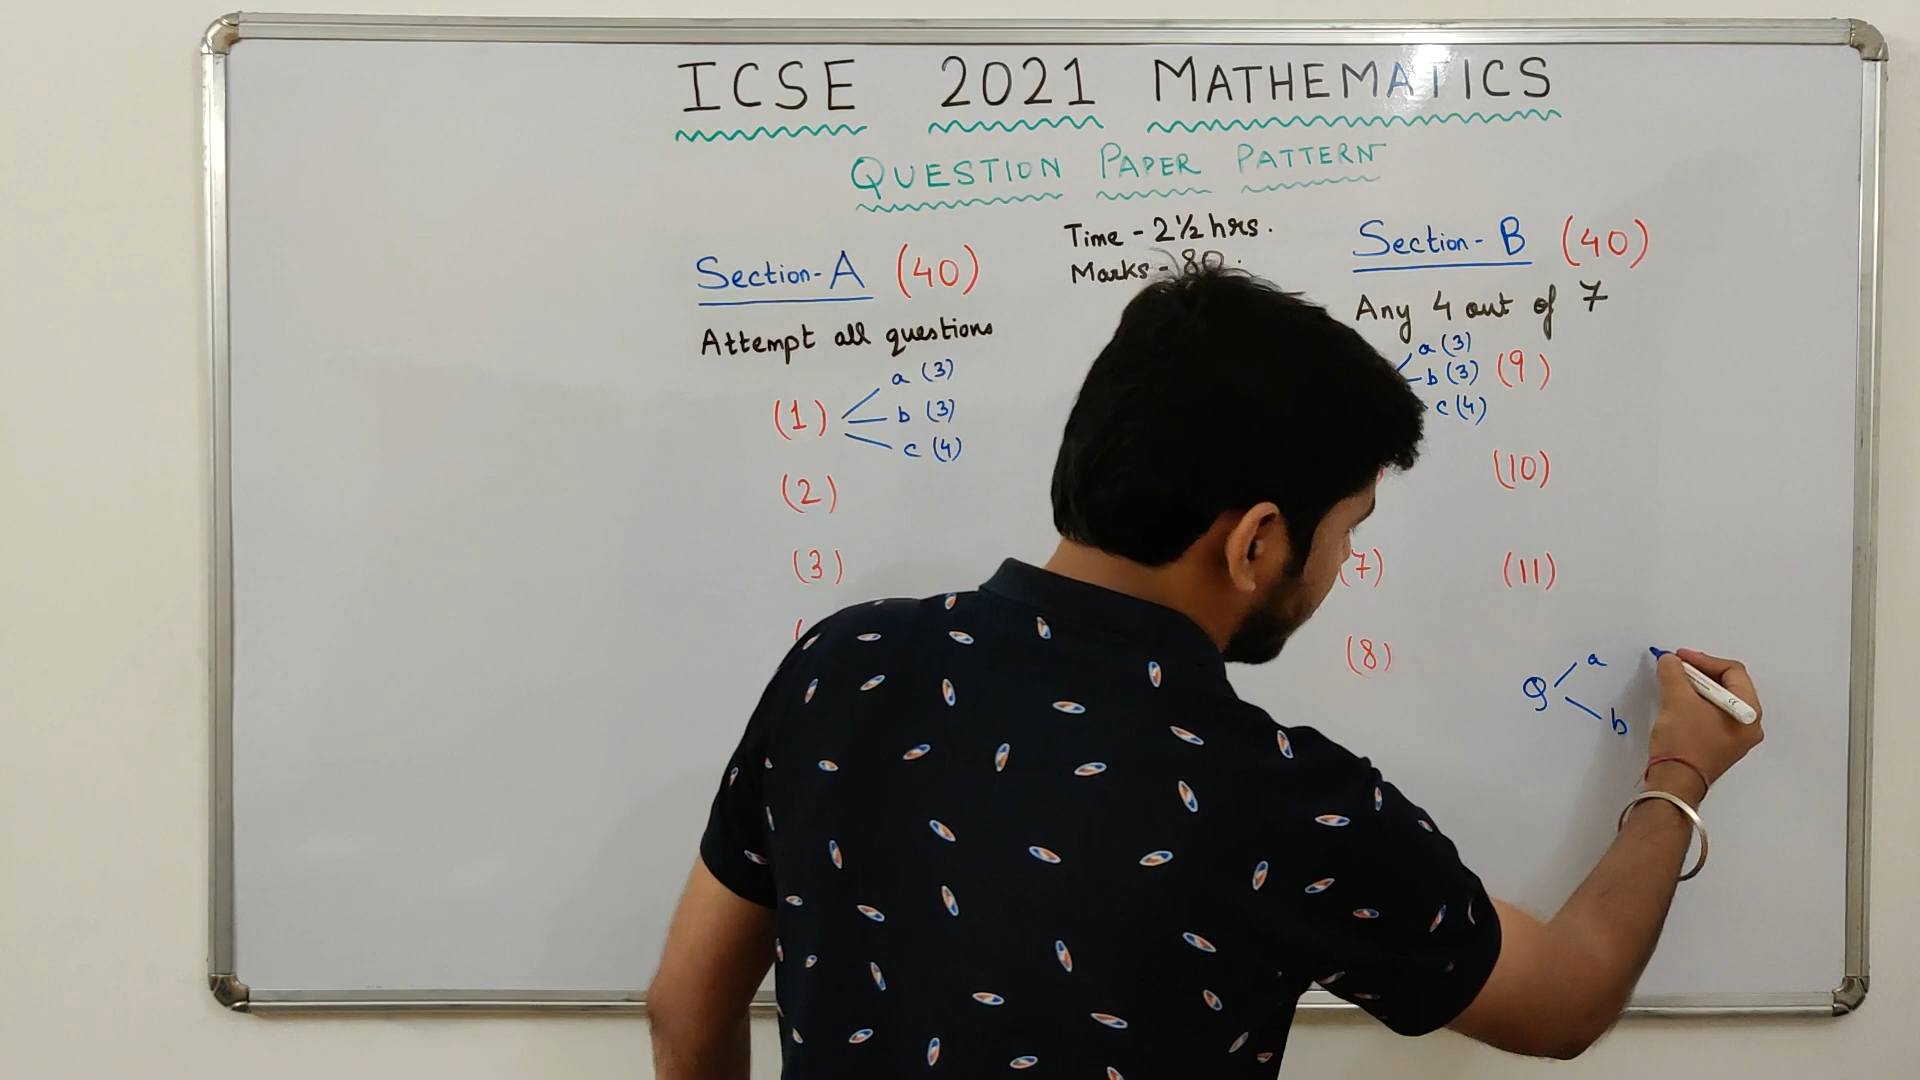 ICSE 2021 MATHEMATICS
QUESTION PAPER PATTERN
Time - 2½ hrs.
Marks - 80.
Section-A (40)
Attempt all questions
(1) a (3)
b (3)
c (4)
(2)
(3)
Section-B (40)
Any 4 out of 7
a (3)
b (3)
c (4)
(7)
(8)
(9)
(10)
(11)
Q a
b